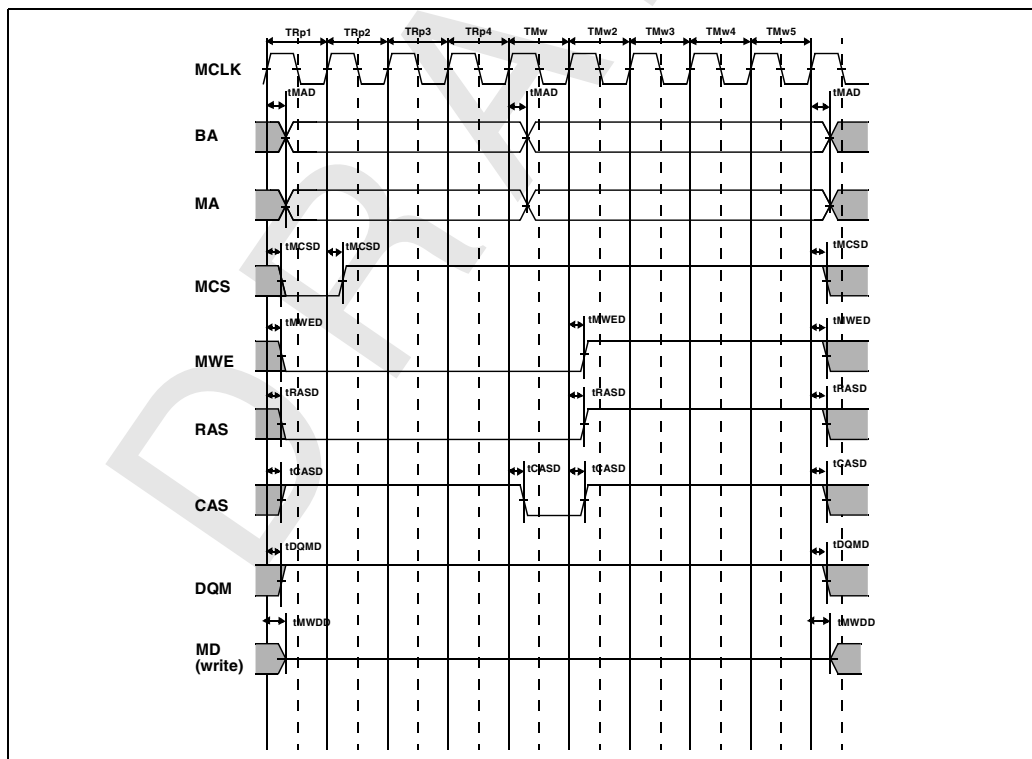 TRp1 TRp2 TRp3 TRp4 TMw TMw2 TMw3 TMw4 TMw5
MCLK
tMAD tMAD tMAD
BA
MA
tMCSD tMCSD tMCSD
MCS
tMWED tMWED tMWED
MWE
tRASD tRASD tRASD
RAS
tCASD tCASD tCASD tCASD
CAS
tDQMD tDQMD
DQM
tMWDD tMWDD
MD
(write)
DRA